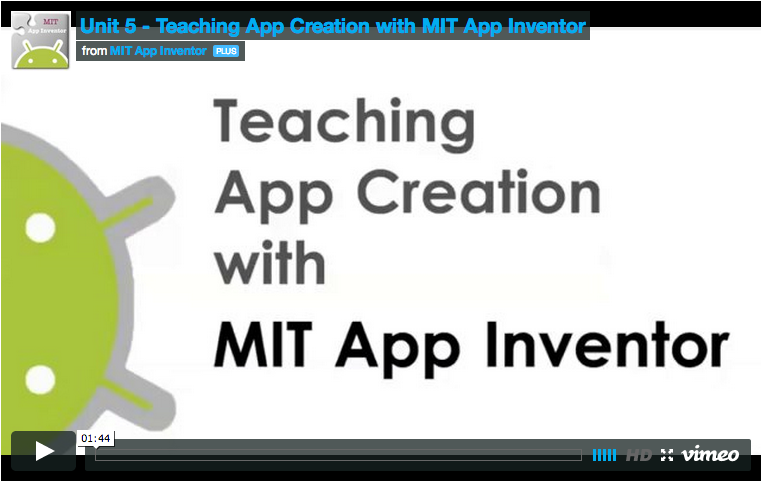 MIT
App Inventor
Unit 5 - Teaching App Creation with MIT App Inventor
from MIT App Inventor PLUS
Teaching
App Creation
with
MIT App Inventor
01:44
HD vimeo